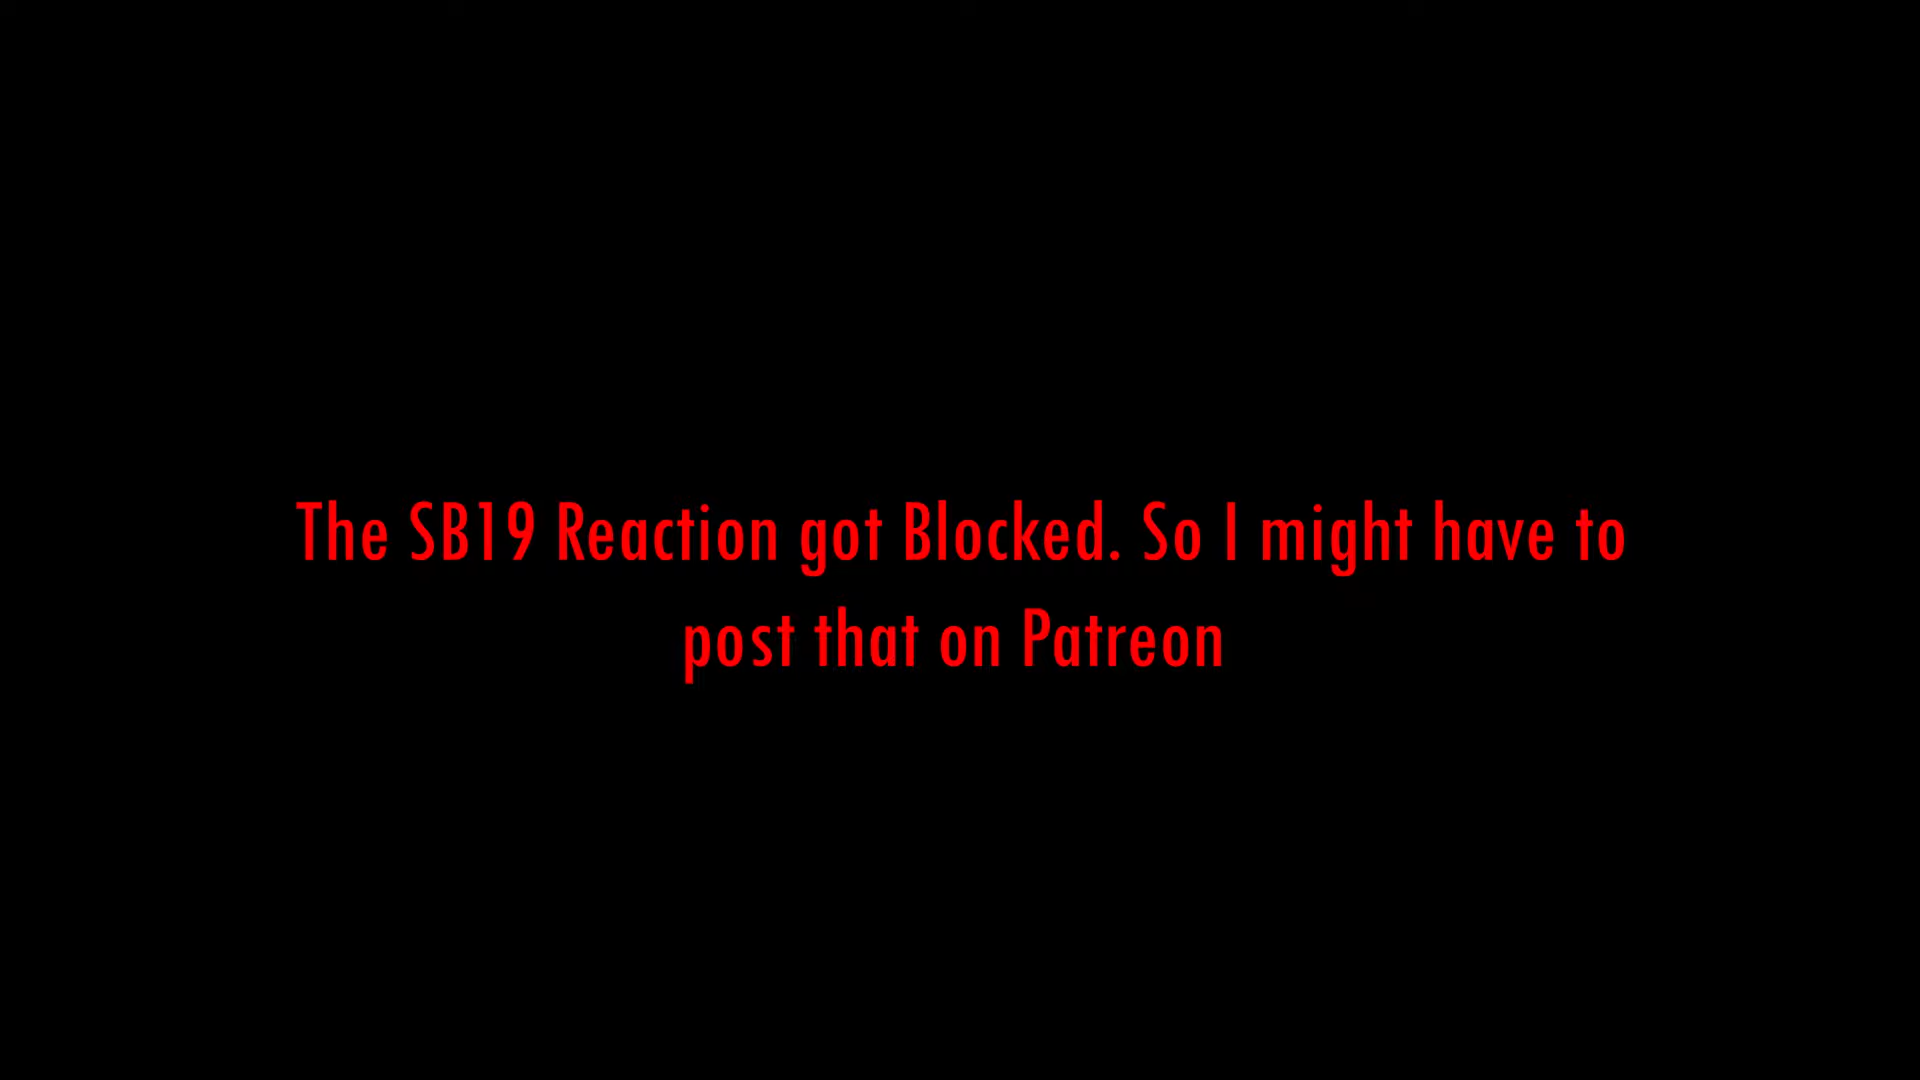 The SB19 Reaction got Blocked. So I might have to
post that on Patreon